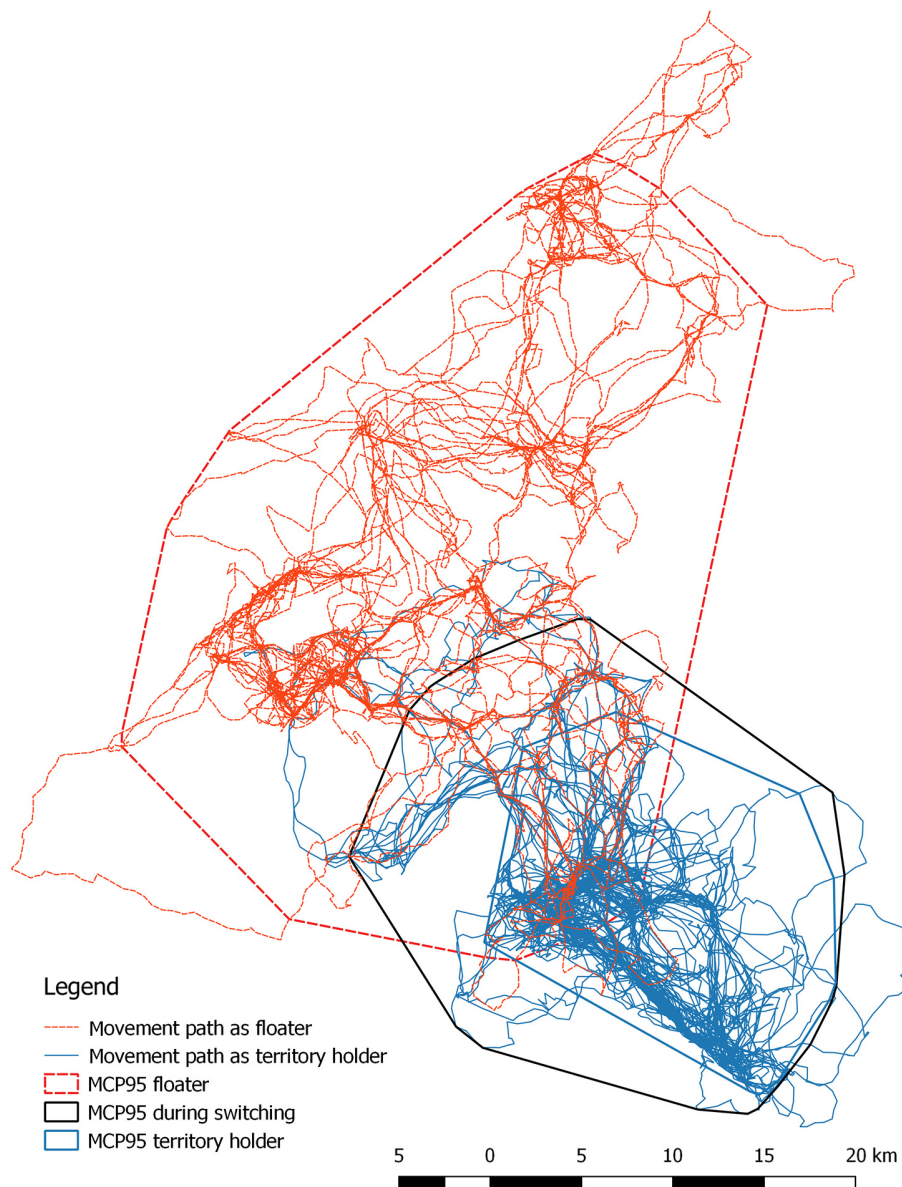 Legend
Movement path as floater
Movement path as territory holder
MCP95 floater
MCP95 during switching
MCP95 territory holder
5 0 5 10 15 20 km